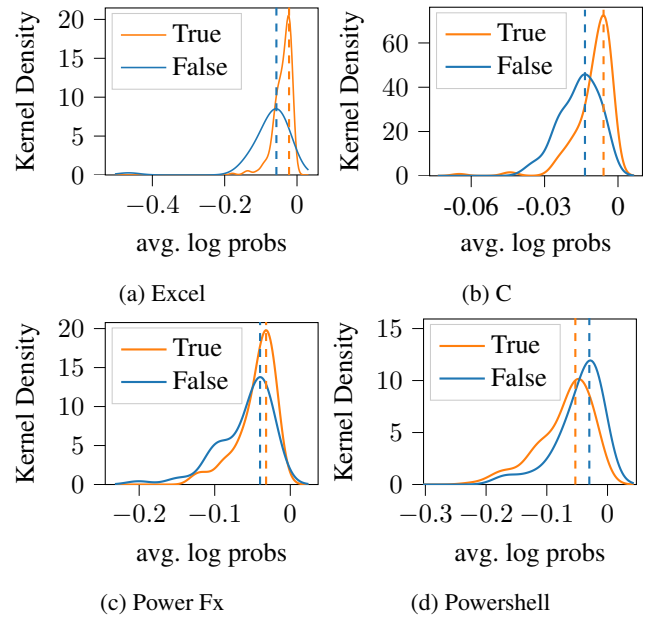 20
15
10
5
0
Kernel Density
True
False
−0.4
−0.2
0
avg. log probs
(a) Excel
60
40
20
0
Kernel Density
True
False
-0.06
-0.03
0
avg. log probs
(b) C
20
15
10
5
0
Kernel Density
True
False
−0.2
−0.1
0
avg. log probs
(c) Power Fx
15
10
5
0
Kernel Density
True
False
−0.3
−0.2
-0.1
0
avg. log probs
(d) Powershell